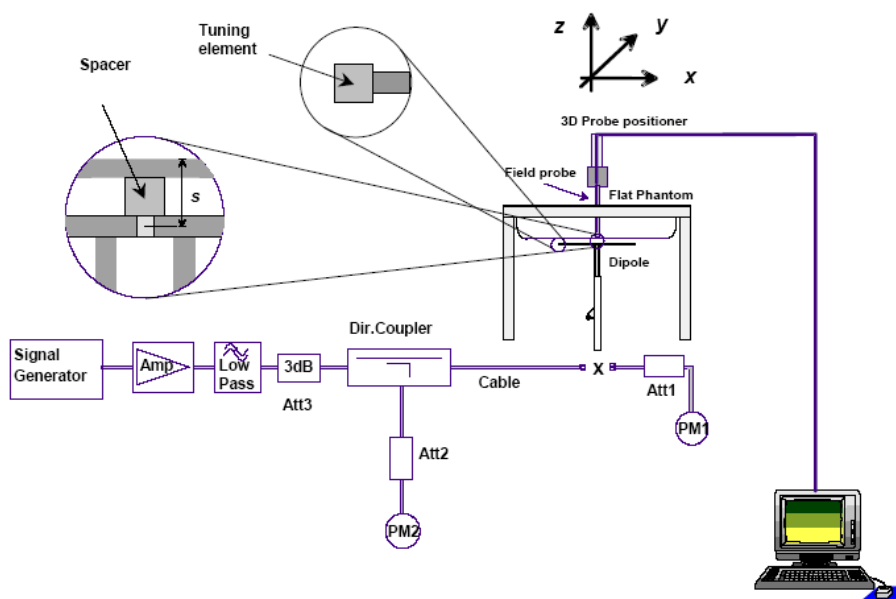 Tuning
element
Spacer
s
z
y
x
3D Probe positioner
Field probe
Flat Phantom
Dipole
Dir.Coupler
Signal
Generator
Amp
Low
Pass
3dB
Att3
Cable
X
Att1
PM1
Att2
PM2